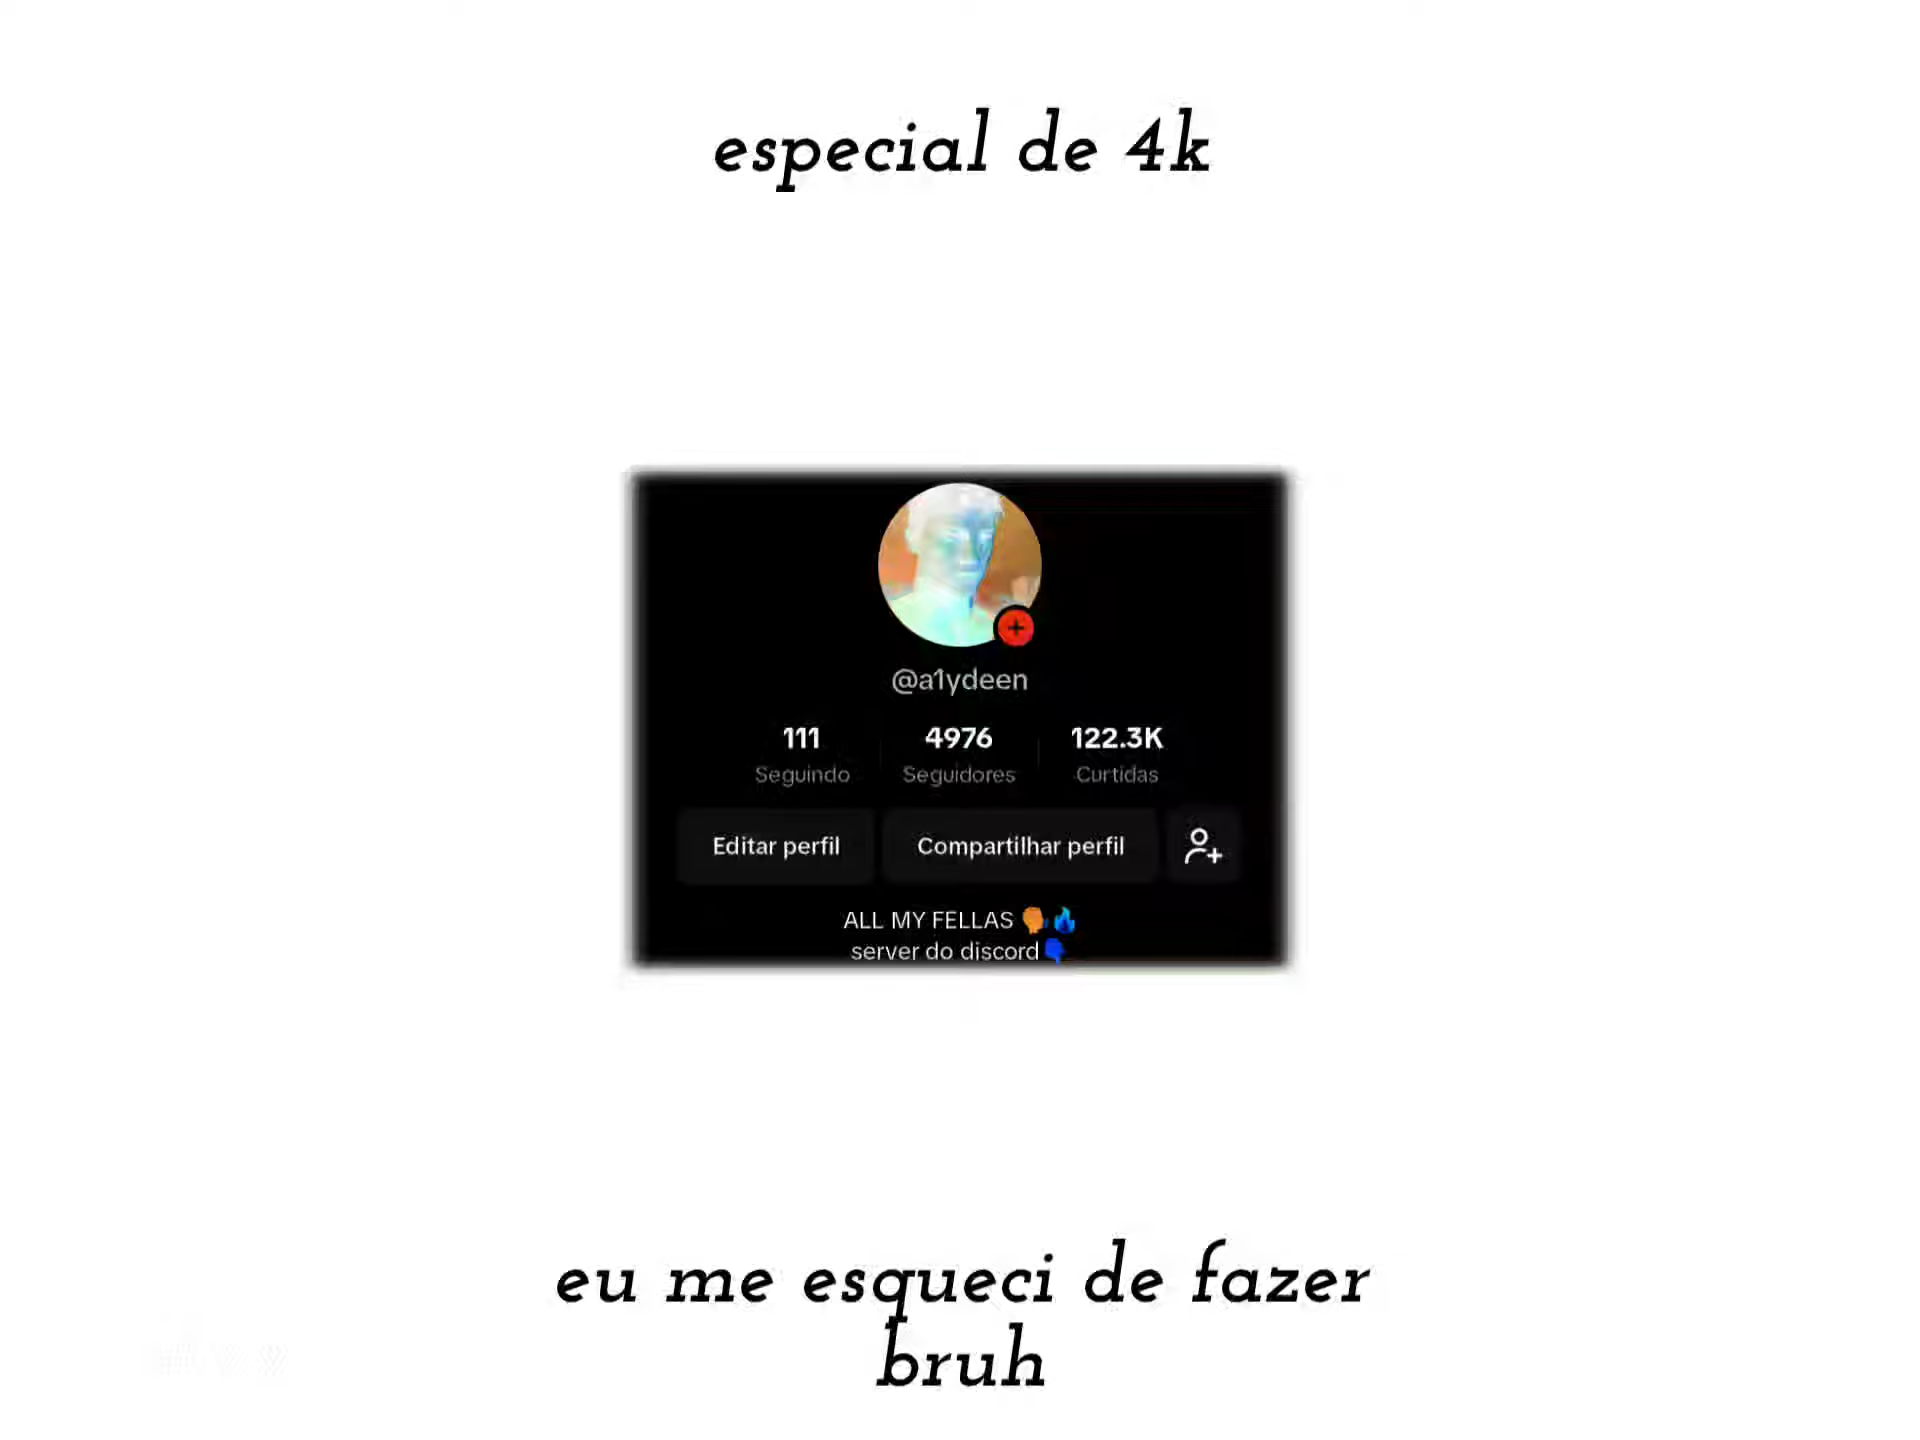 especial de 4k
@a1ydeen
111 4976 122.3K
Seguindo Seguidores Curtidas
Editar perfil Compartilhar perfil
ALL MY FELLAS 🗣️🔥
server do discord🗣️
eu me esqueci de fazer
bruh